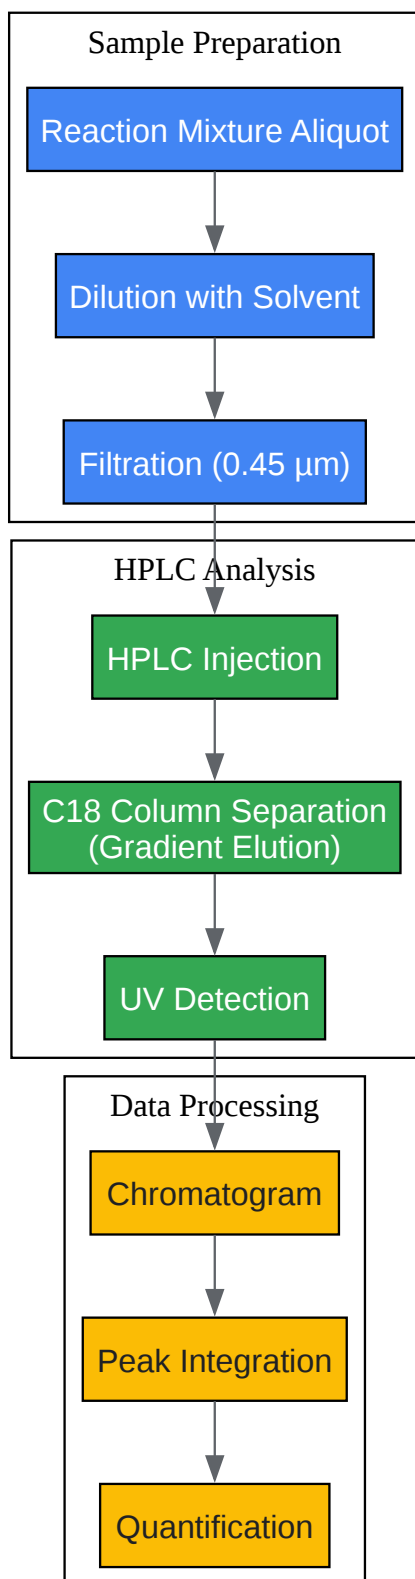 Sample Preparation
Reaction Mixture Aliquot
Dilution with Solvent
Filtration (0.45 µm)
HPLC Analysis
HPLC Injection
C18 Column Separation
(Gradient Elution)
UV Detection
Data Processing
Chromatogram
Peak Integration
Quantification